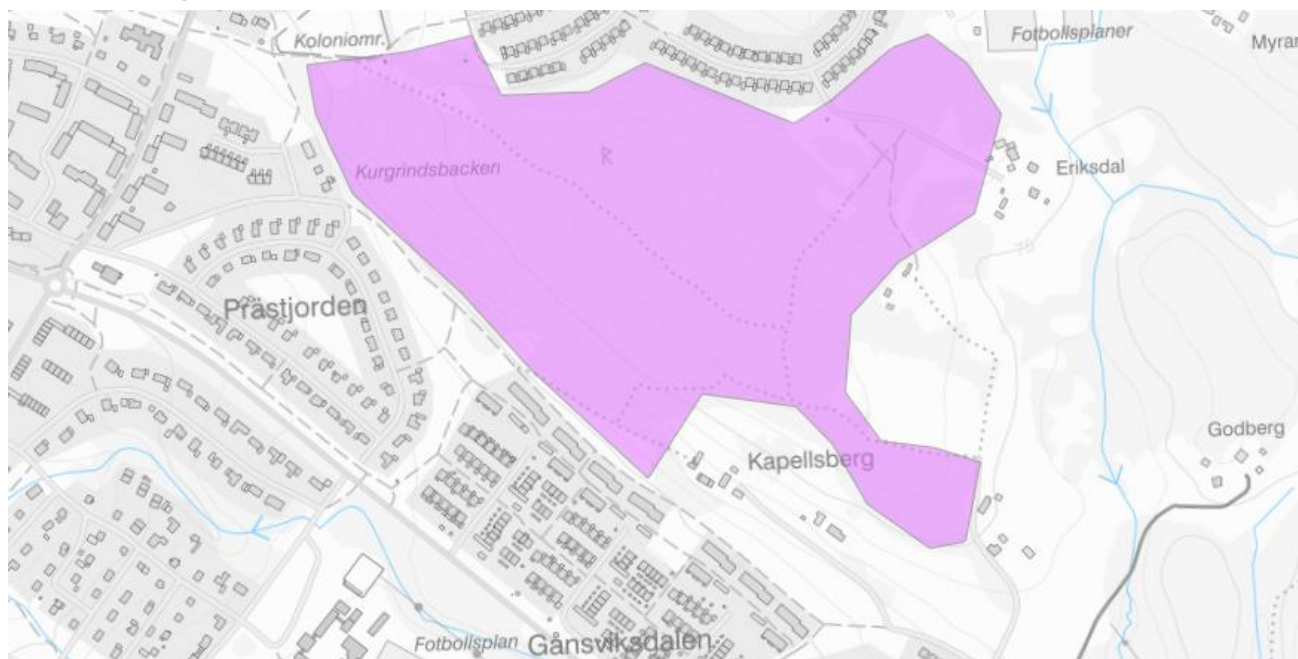 Koloniomr.
Fotbollsplaner
Myran
Kurgrindsbacken
Eriksdal
Prästjorden
Godberg
Kapellsberg
Fotbollsplan
Gånsviksdalen